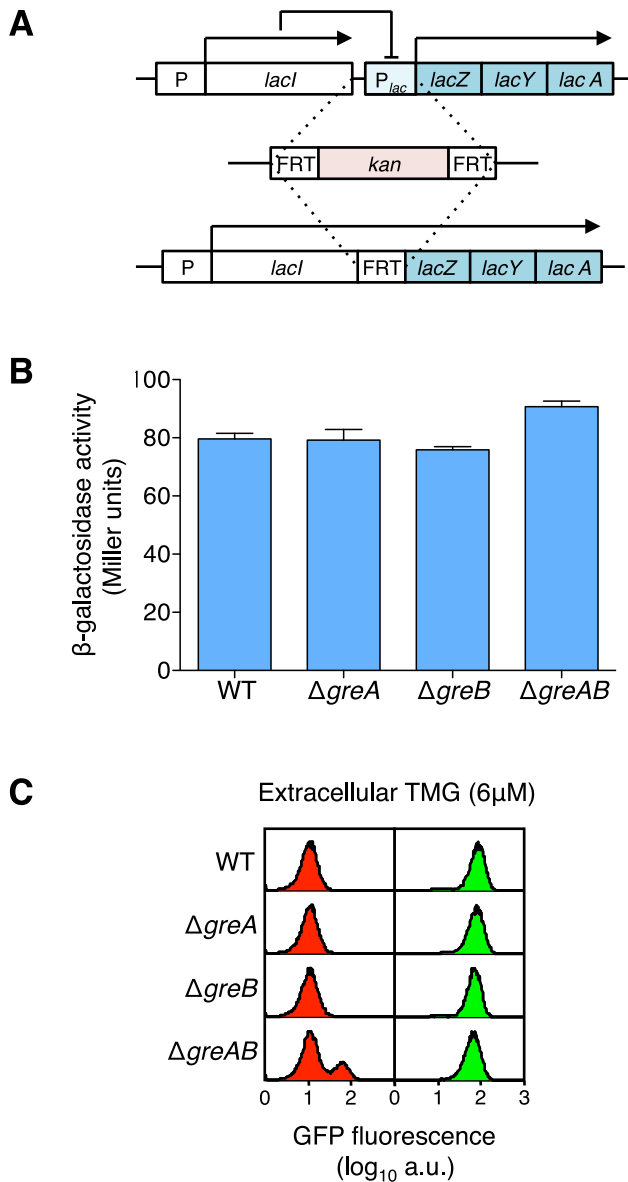 A
P lacI P_lac lacZ lacY lac A
FRT kan FRT
P lacI FRT lacZ lacY lac A
B
β-galactosidase activity
(Miller units)
100
80
60
40
20
0
WT ΔgreA ΔgreB ΔgreAB
C
Extracellular TMG (6μM)
WT
ΔgreA
ΔgreB
ΔgreAB
0 1 2 0 1 2 3
GFP fluorescence
(log₁₀ a.u.)